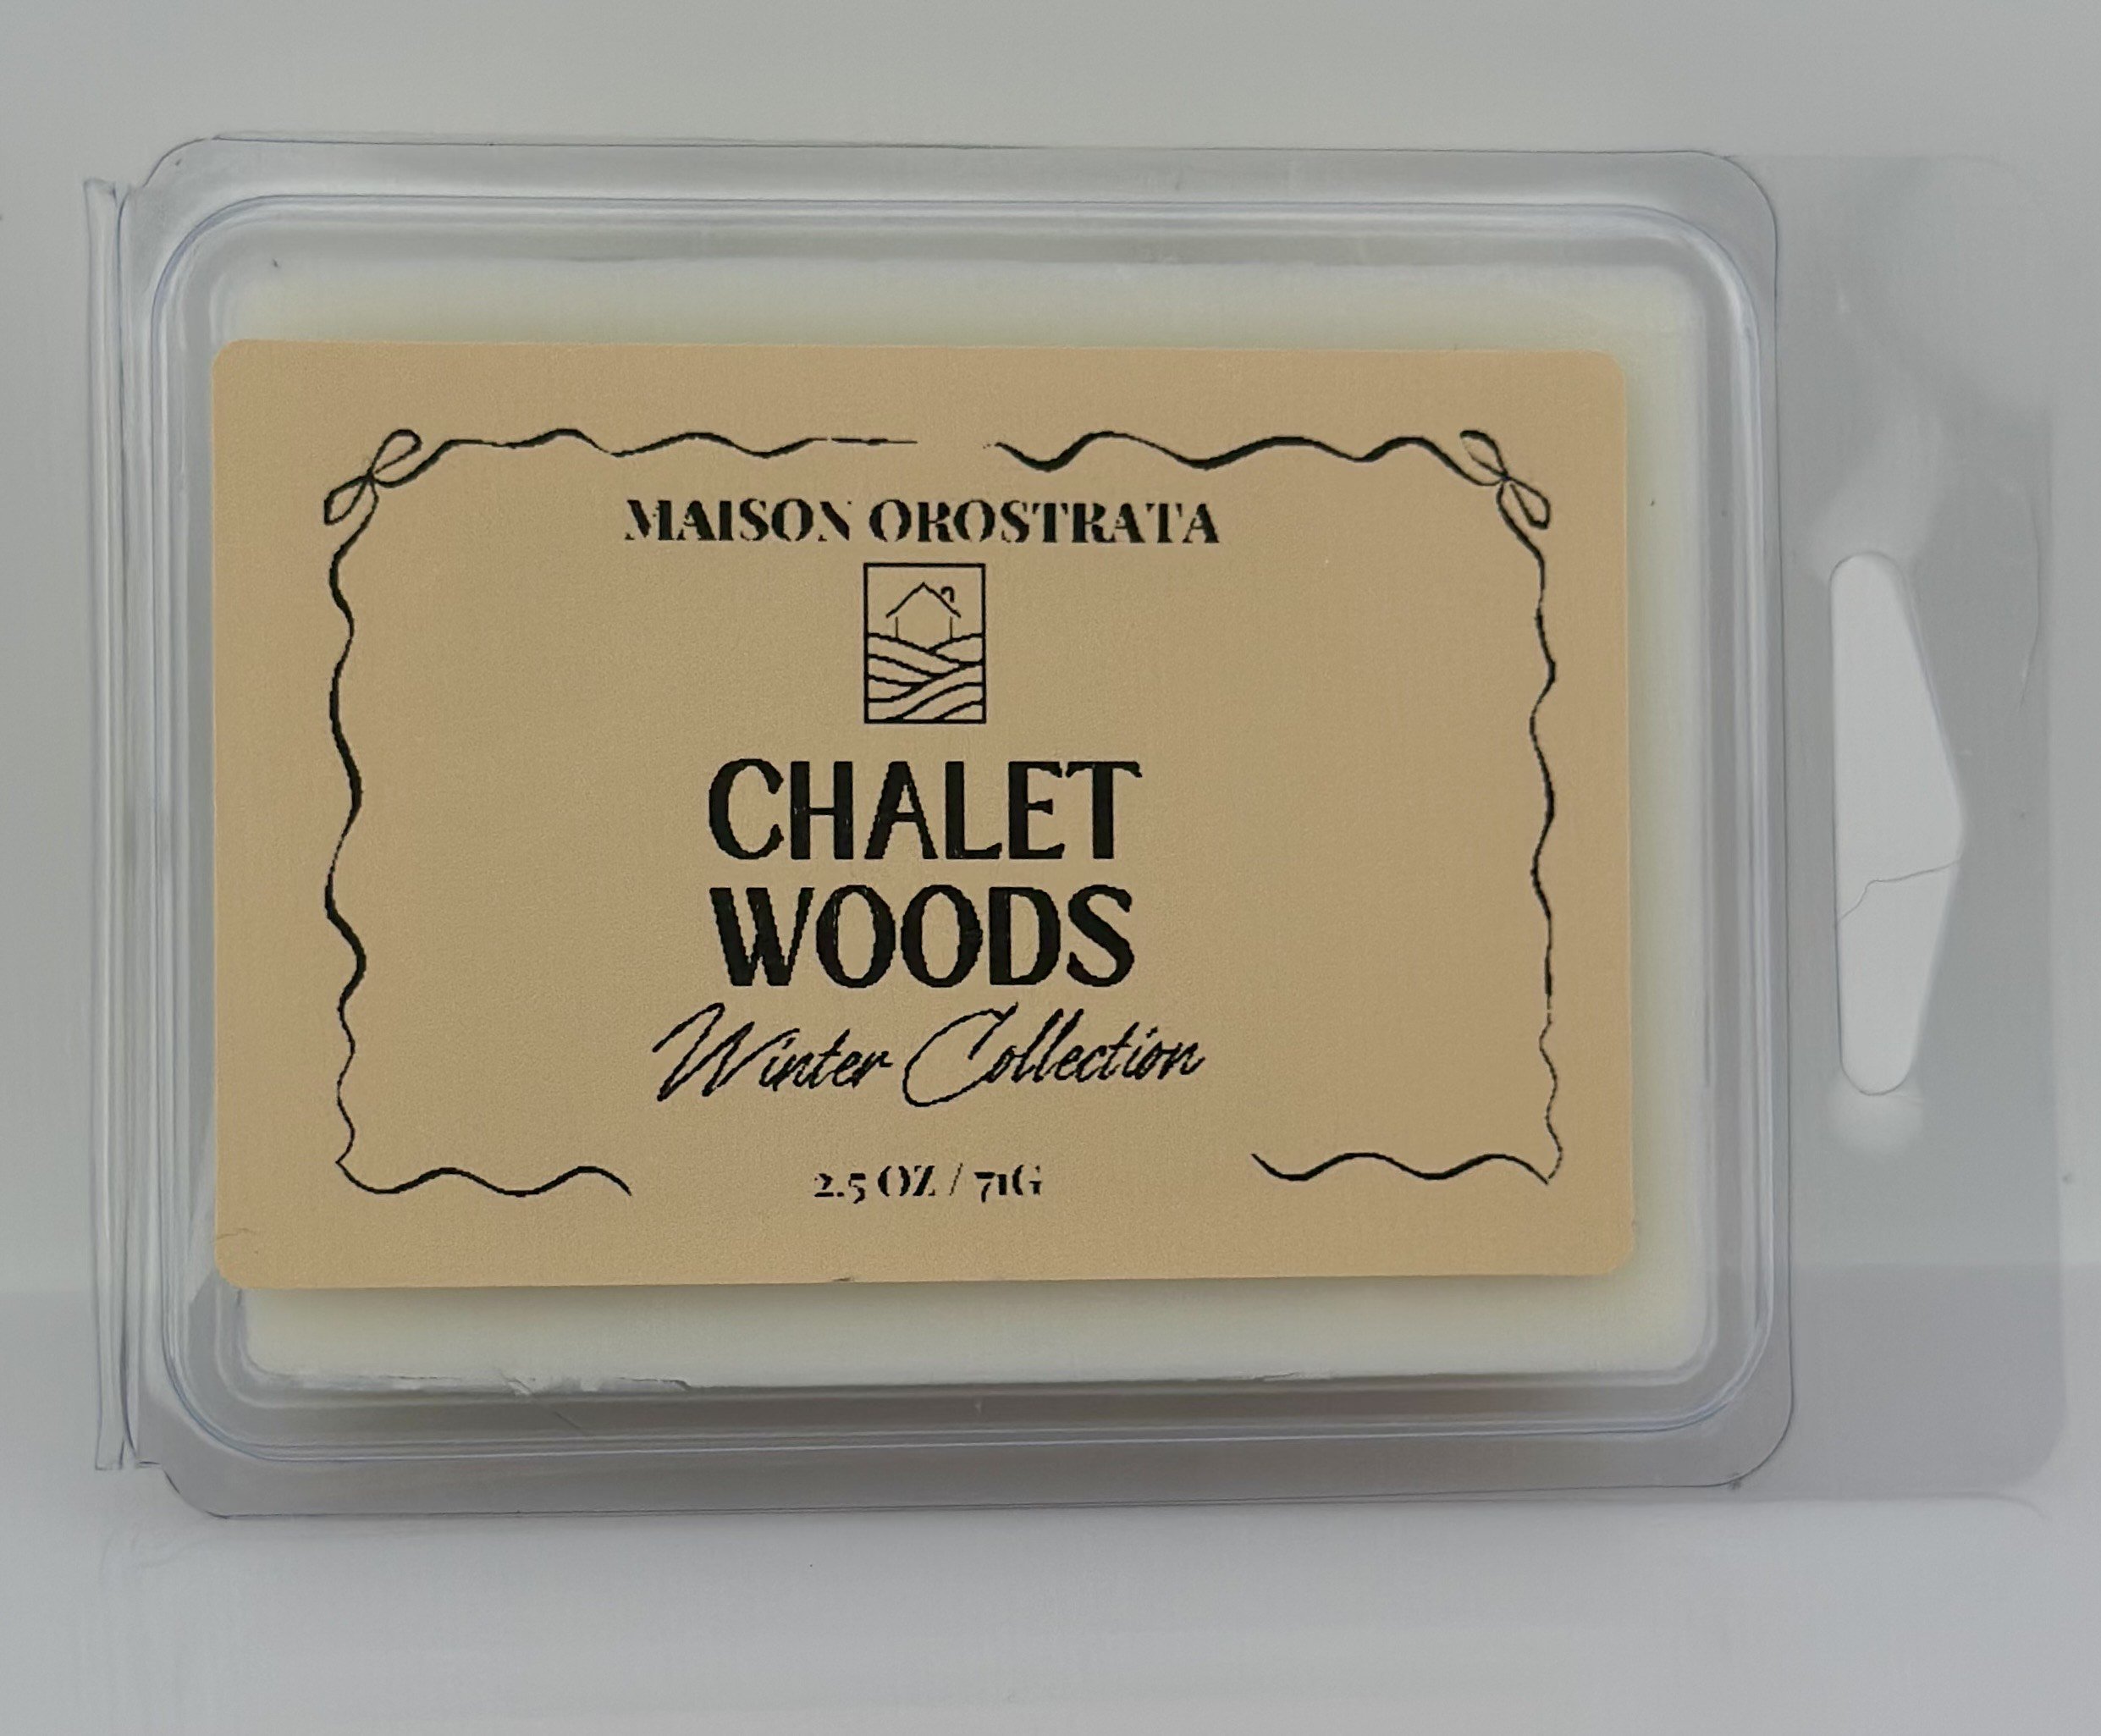 MAISON OROSTRATA
CHALET
WOODS
Winter Collection
2.5 OZ / 71G